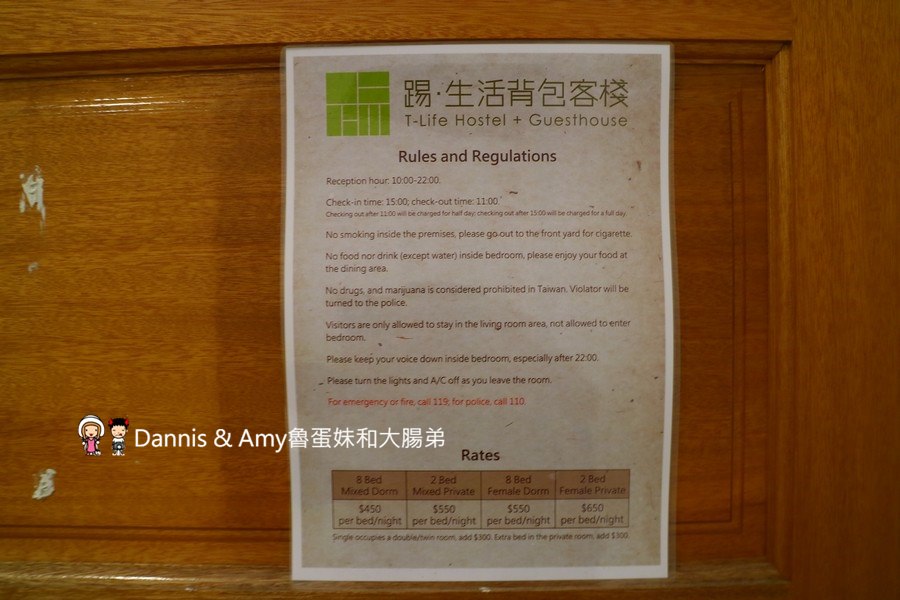 踢·生活背包客棧
T-Life Hostel + Guesthouse
Rules and Regulations
Reception hour: 10:00-22:00.
Check-in time: 15:00; check-out time: 11:00.
Checking out after 11:00 will be charged for half day; checking out after 15:00 will be charged for a full day.
No smoking inside the premises, please go out to the front yard for cigarette.
No food nor drink (except water) inside bedroom, please enjoy your food at
the dining area.
No drugs, and marijuana is considered prohibited in Taiwan. Violator will be
turned to the police.
Visitors are only allowed to stay in the living room area, not allowed to enter
bedroom.
Please keep your voice down inside bedroom, especially after 22:00.
Please turn the lights and A/C off as you leave the room.
For emergency or fire, call 119; for police, call 110.
Dannis & Amy魯蛋妹和大腸弟
Rates
8 Bed 2 Bed 8 Bed 2 Bed
Mixed Dorm Mixed Private Female Dorm Female Private
$450 $550 $550 $650
per bed/night per bed/night per bed/night per bed/night
Single occupies a double/twin room, add $300. Extra bed in the private room, add $300.